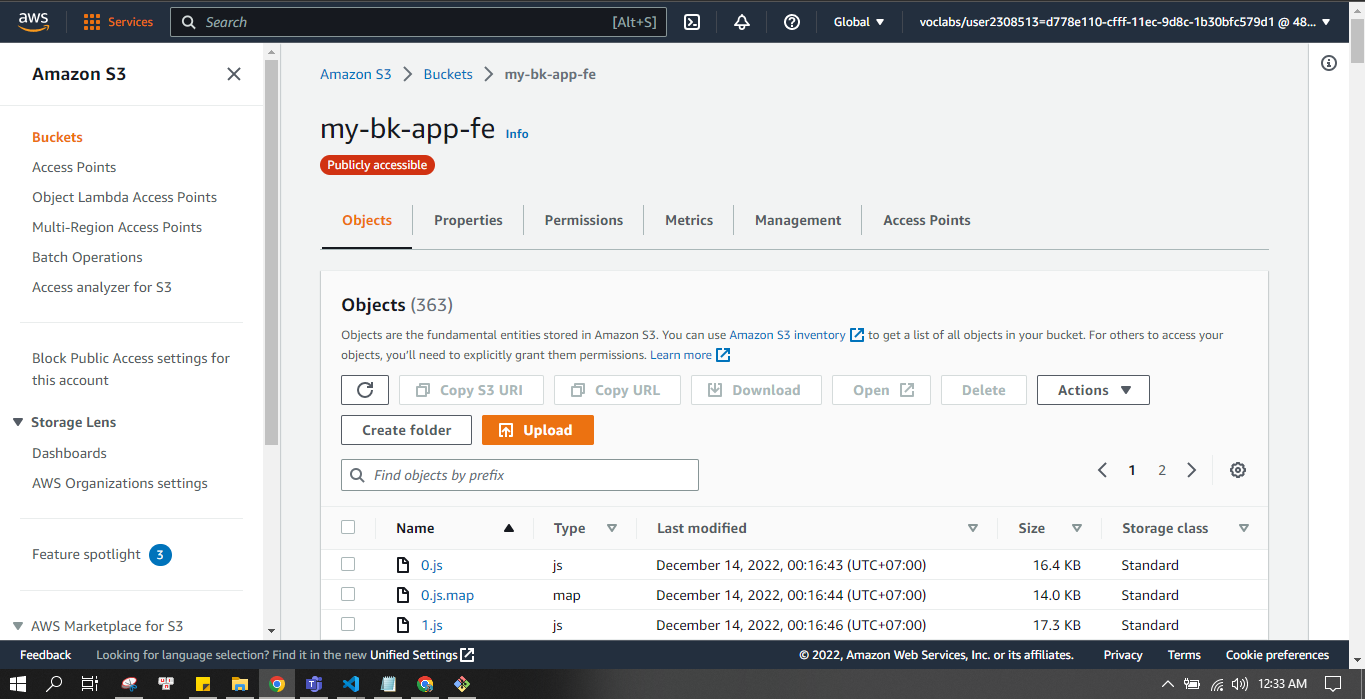 aws
Services
Search [Alt+S]
Global
voclabs/user2308513=d778e110-cfff-11ec-9d8c-1b30bfc579d1 @ 48...
Amazon S3
Buckets
Access Points
Object Lambda Access Points
Multi-Region Access Points
Batch Operations
Access analyzer for S3
Block Public Access settings for
this account
Storage Lens
Dashboards
AWS Organizations settings
Feature spotlight 3
AWS Marketplace for S3
Amazon S3 > Buckets > my-bk-app-fe
my-bk-app-fe Info
Publicly accessible
Objects Properties Permissions Metrics Management Access Points
Objects (363)
Objects are the fundamental entities stored in Amazon S3. You can use Amazon S3 inventory to get a list of all objects in your bucket. For others to access your
objects, you'll need to explicitly grant them permissions. Learn more
Copy S3 URI Copy URL Download Open Delete Actions
Create folder Upload
Find objects by prefix
1 2
Name Type Last modified Size Storage class
0.js js December 14, 2022, 00:16:43 (UTC+07:00) 16.4 KB Standard
0.js.map map December 14, 2022, 00:16:44 (UTC+07:00) 14.0 KB Standard
1.js js December 14, 2022, 00:16:46 (UTC+07:00) 17.3 KB Standard
Feedback Looking for language selection? Find it in the new Unified Settings © 2022, Amazon Web Services, Inc. or its affiliates. Privacy Terms Cookie preferences
12:33 AM